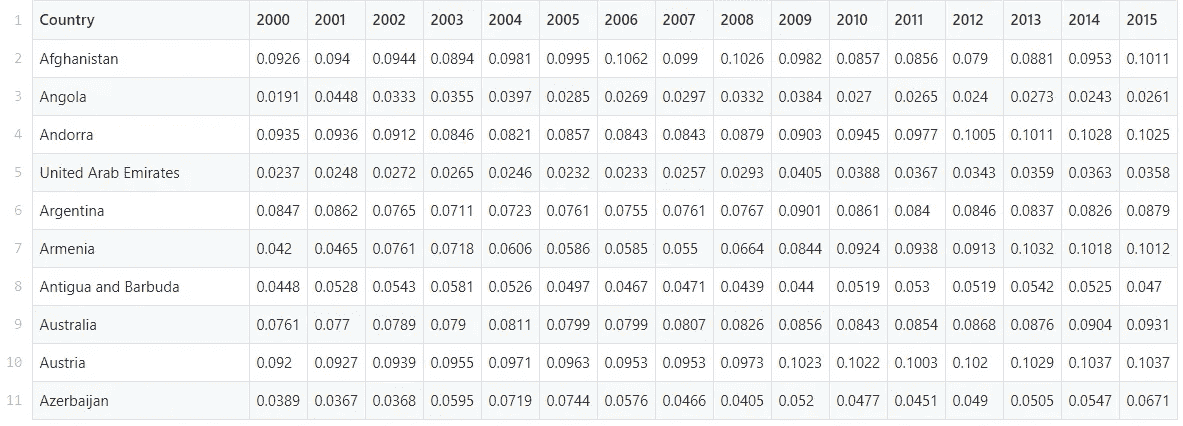 1 Country 2000 2001 2002 2003 2004 2005 2006 2007 2008 2009 2010 2011 2012 2013 2014 2015
2 Afghanistan 0.0926 0.094 0.0944 0.0894 0.0981 0.0995 0.1062 0.099 0.1026 0.0982 0.0857 0.0856 0.079 0.0881 0.0953 0.1011
3 Angola 0.0191 0.0448 0.0333 0.0355 0.0397 0.0285 0.0269 0.0297 0.0332 0.0384 0.027 0.0265 0.024 0.0273 0.0243 0.0261
4 Andorra 0.0935 0.0936 0.0912 0.0846 0.0821 0.0857 0.0843 0.0843 0.0879 0.0903 0.0945 0.0977 0.1005 0.1011 0.1028 0.1025
5 United Arab Emirates 0.0237 0.0248 0.0272 0.0265 0.0246 0.0232 0.0233 0.0257 0.0293 0.0405 0.0388 0.0367 0.0343 0.0359 0.0363 0.0358
6 Argentina 0.0847 0.0862 0.0765 0.0711 0.0723 0.0761 0.0755 0.0761 0.0767 0.0901 0.0861 0.084 0.0846 0.0837 0.0826 0.0879
7 Armenia 0.042 0.0465 0.0761 0.0718 0.0606 0.0586 0.0585 0.055 0.0664 0.0844 0.0924 0.0938 0.0913 0.1032 0.1018 0.1012
8 Antigua and Barbuda 0.0448 0.0528 0.0543 0.0581 0.0526 0.0497 0.0467 0.0471 0.0439 0.044 0.0519 0.053 0.0519 0.0542 0.0525 0.047
9 Australia 0.0761 0.077 0.0789 0.079 0.0811 0.0799 0.0799 0.0807 0.0826 0.0856 0.0843 0.0854 0.0868 0.0876 0.0904 0.0931
10 Austria 0.092 0.0927 0.0939 0.0955 0.0971 0.0963 0.0953 0.0953 0.0973 0.1023 0.1022 0.1003 0.102 0.1029 0.1037 0.1037
11 Azerbaijan 0.0389 0.0367 0.0368 0.0595 0.0719 0.0744 0.0576 0.0466 0.0405 0.052 0.0477 0.0451 0.049 0.0505 0.0547 0.0671